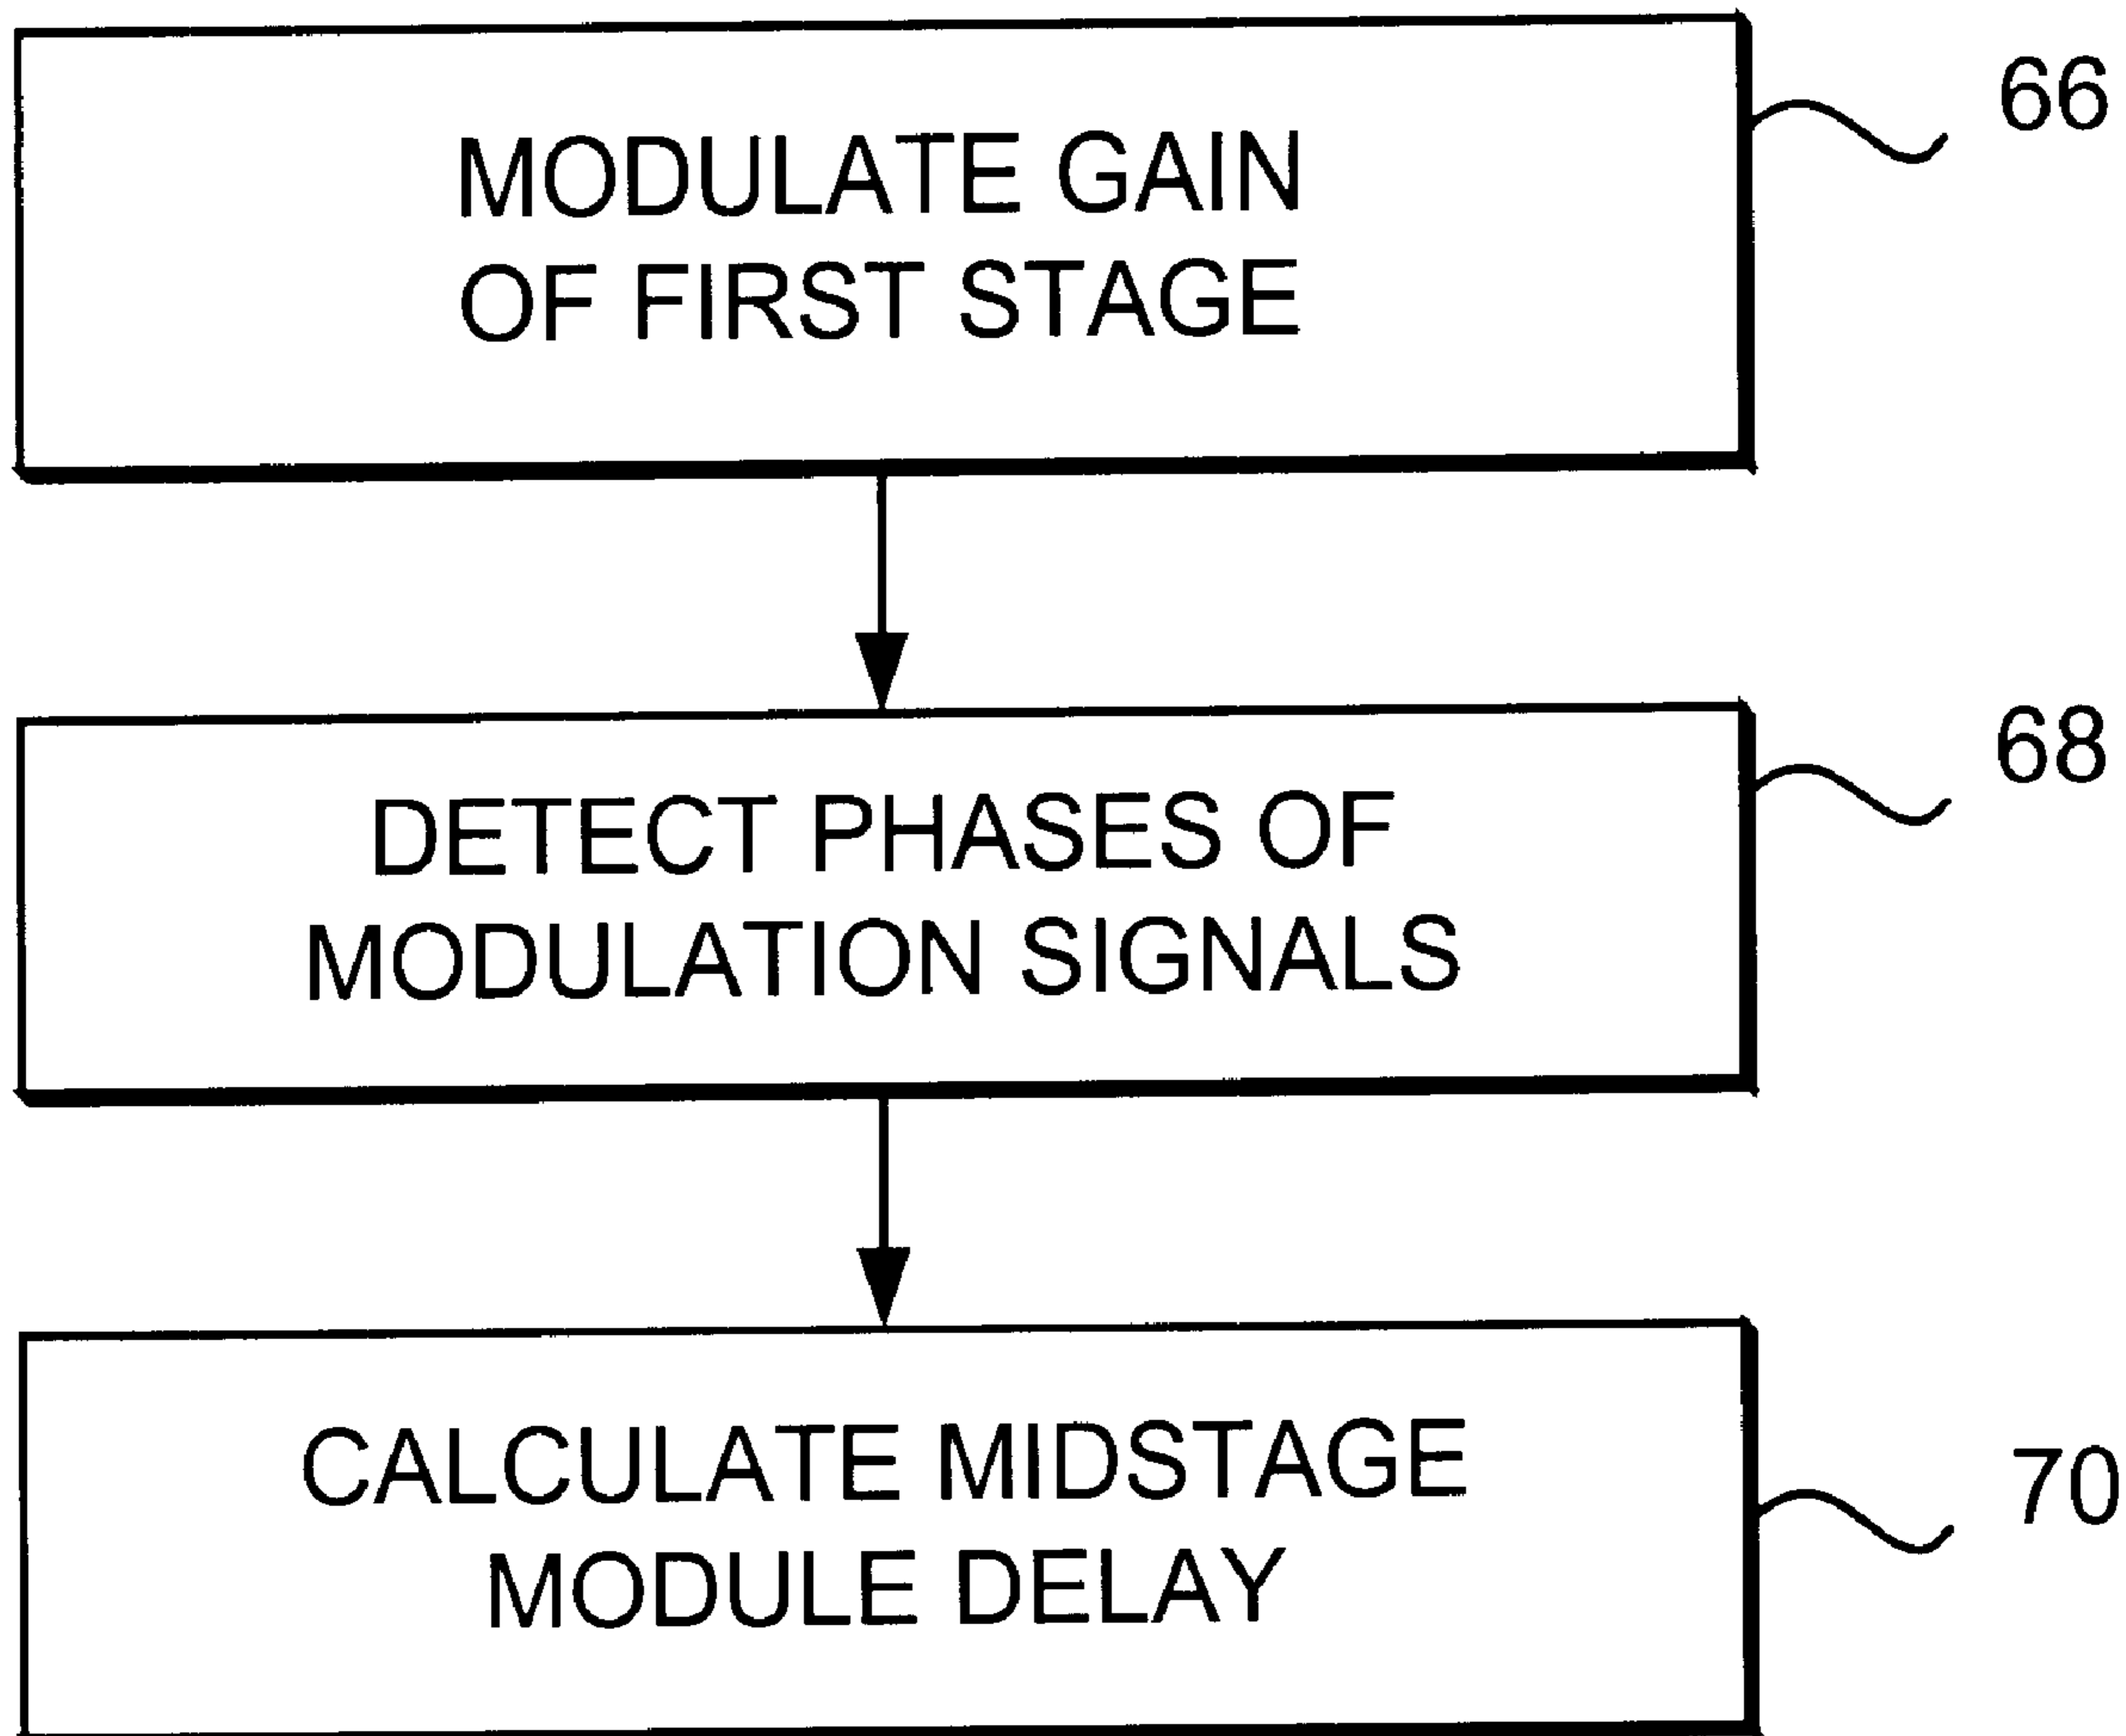 MODULATE GAIN
OF FIRST STAGE
66
DETECT PHASES OF
MODULATION SIGNALS
68
CALCULATE MIDSTAGE
MODULE DELAY
70